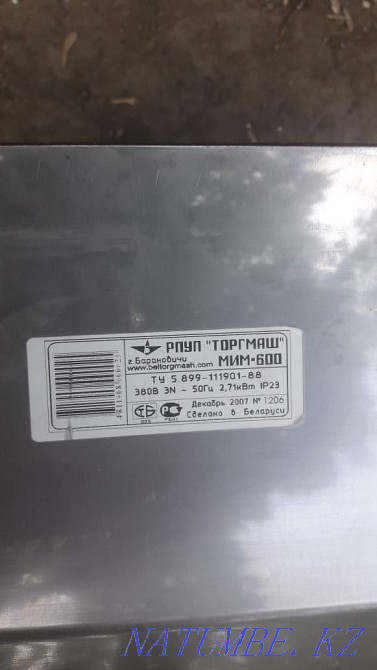 РПУП "ТОРГМАШ"
г.Барановичи
www.beltorgmash.com
МИМ-600
ТУ 5.899-111901-88
380В 3N ~ 50Гц 2,71кВт IP23
Декабрь 2007 № 1206
Сделано в Беларуси
NATUMBE.KZ